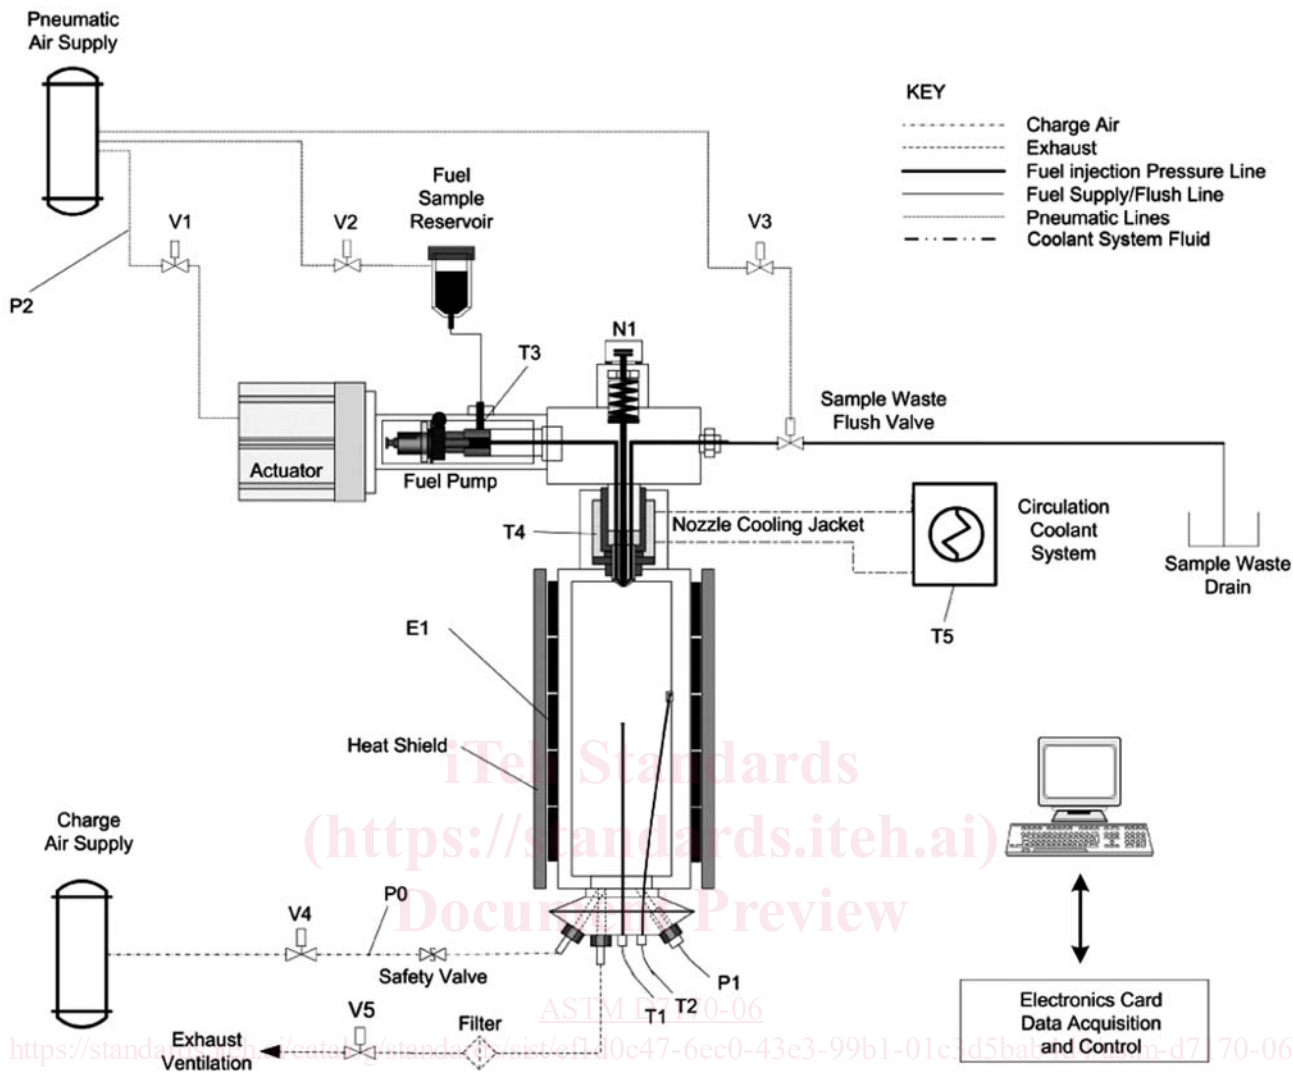 Pneumatic
Air Supply
KEY
Charge Air
Exhaust
Fuel injection Pressure Line
Fuel Supply/Flush Line
Pneumatic Lines
Coolant System Fluid
Fuel
Sample
Reservoir
V1
V2
V3
P2
N1
T3
Sample Waste
Flush Valve
Actuator
Fuel Pump
T4
Nozzle Cooling Jacket
Circulation
Coolant
System
Sample Waste
Drain
T5
E1
Heat Shield
iTeh Standards
(https://standards.iteh.ai)
Document Preview
Charge
Air Supply
P0
V4
Safety Valve
P1
T2
T1
ASTM D7170-06
V5
Filter
Exhaust
Ventilation
Electronics Card
Data Acquisition
and Control